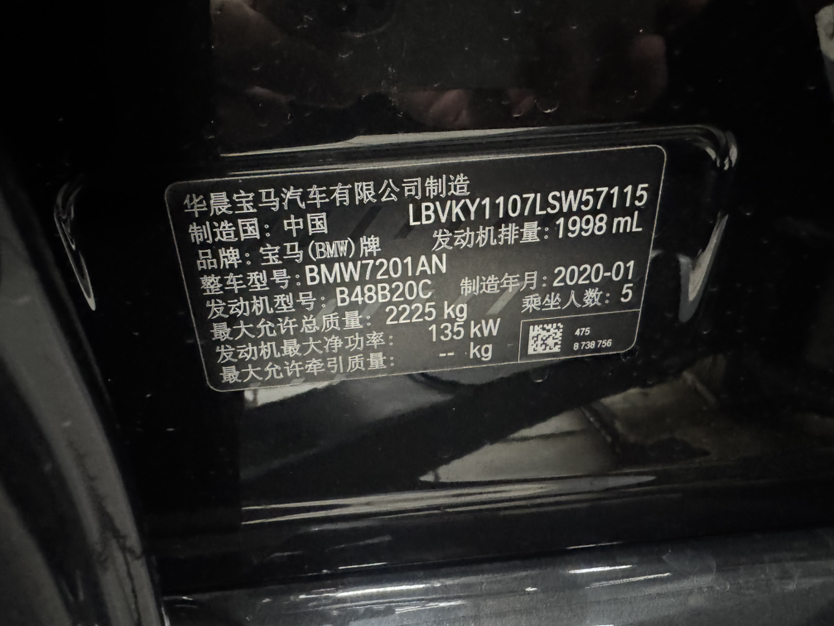 华晨宝马汽车有限公司制造
制造国：中国 LBVKY1107LSW57115
品牌：宝马(BMW)牌 发动机排量：1998 mL
整车型号：BMW7201AN
发动机型号：B48B20C 制造年月：2020-01
最大允许总质量：2225 kg 乘坐人数：5
发动机最大净功率：135 kW
最大允许牵引质量：-- kg
475
8 738 756